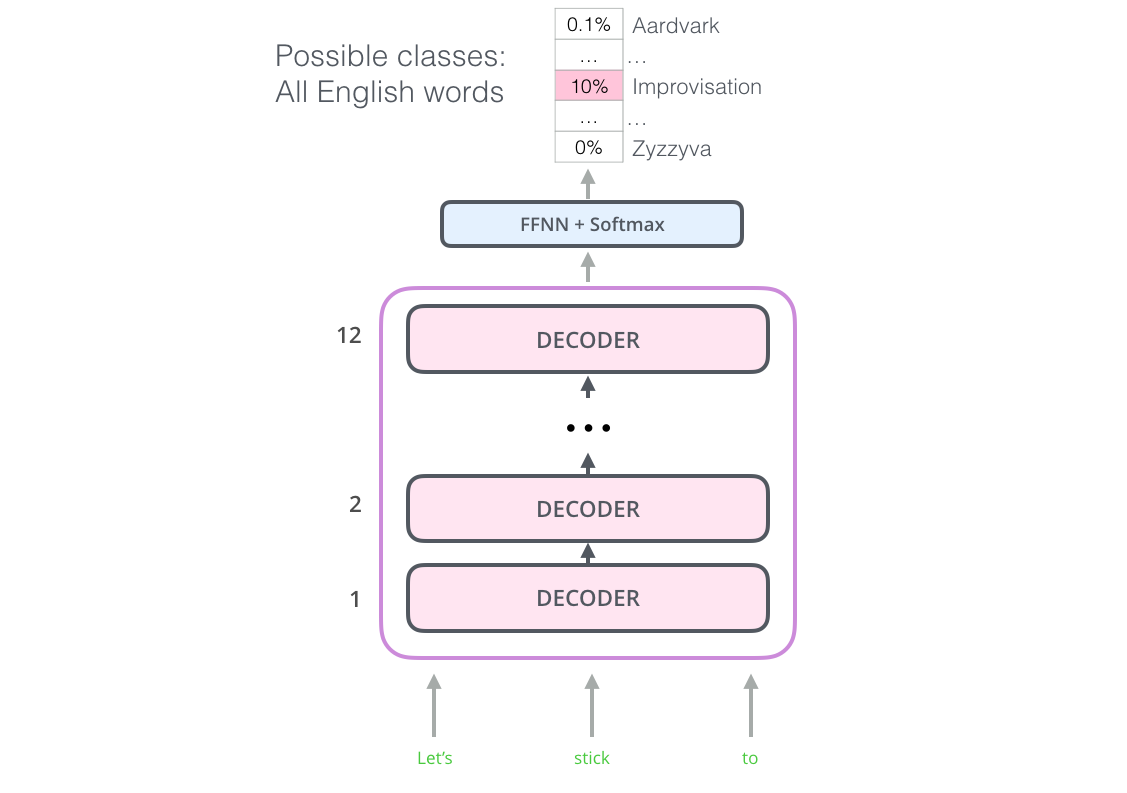 Possible classes:
All English words
0.1% Aardvark
... ...
10% Improvisation
... ...
0% Zyzzyva
FFNN + Softmax
12 DECODER
...
2 DECODER
1 DECODER
Let's stick to